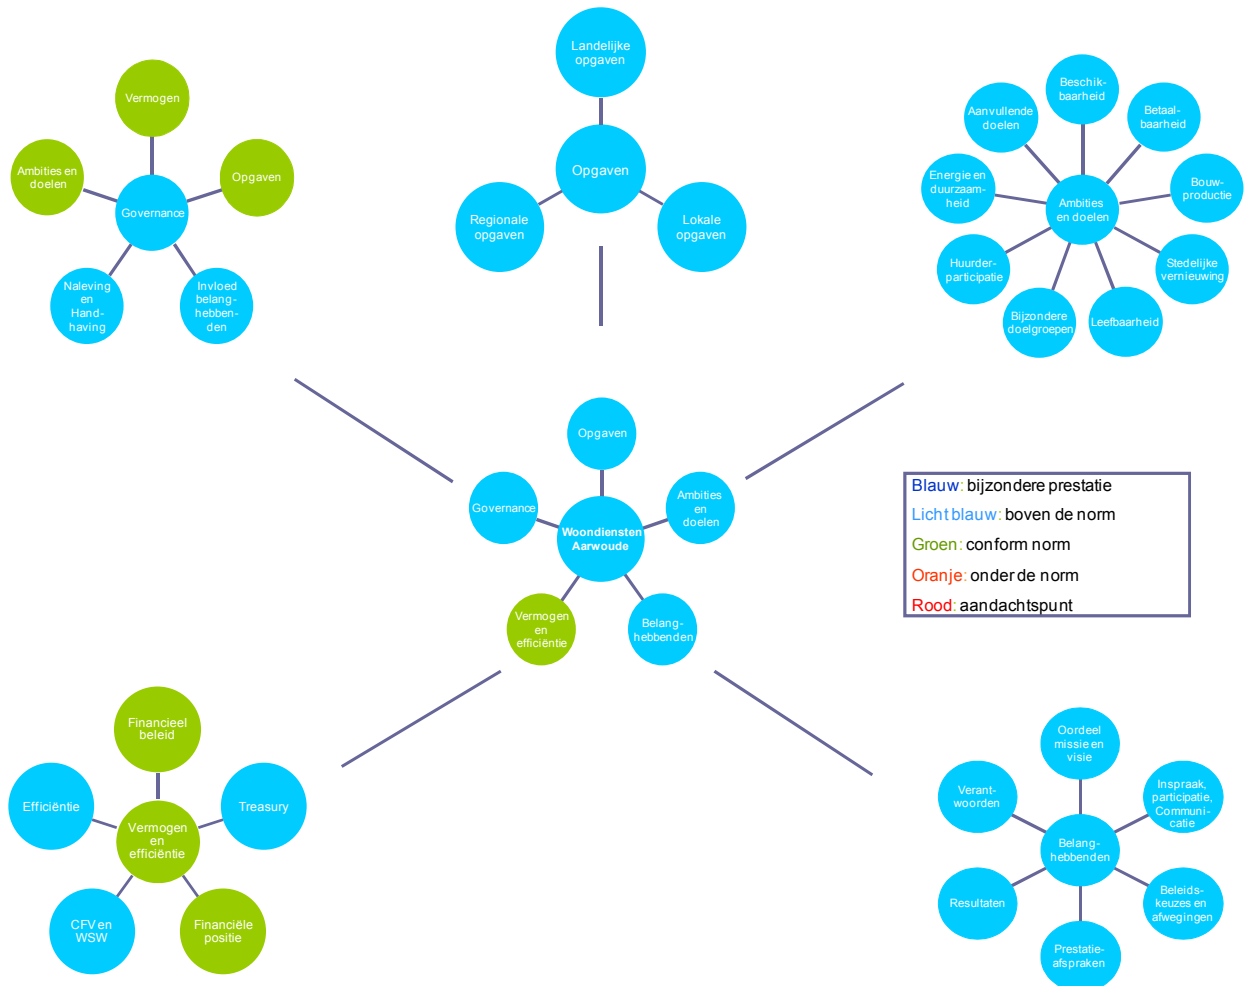 Landelijke
opgaven
Opgaven
Regionale
opgaven
Lokale
opgaven
Vermogen
Ambities en
doelen
Opgaven
Governance
Naleving
en
Hand-
having
Invloed
belang-
hebben-
den
Beschik-
baarheid
Aanvullende
doelen
Betaal-
baarheid
Energie en
duurzaam-
heid
Bouw-
productie
Ambities
en doelen
Huurder-
participatie
Stedelijke
vernieuwing
Bijzondere
doelgroepen
Leefbaarheid
Opgaven
Governance
Ambities
en
doelen
Woondiensten
Aarwoude
Vermogen
en
efficiëntie
Belang-
hebbenden
Blauw: bijzondere prestatie
Licht blauw: boven de norm
Groen: conform norm
Oranje: onder de norm
Rood: aandachtspunt
Financieel
beleid
Efficiëntie
Treasury
Vermogen
en
efficiëntie
CFV en
WSW
Financiële
positie
Oordeel
missie en
visie
Verant-
woorden
Inspraak,
participatie,
Communi-
catie
Belang-
hebbenden
Resultaten
Beleids-
keuzes en
afwegingen
Prestatie-
afspraken